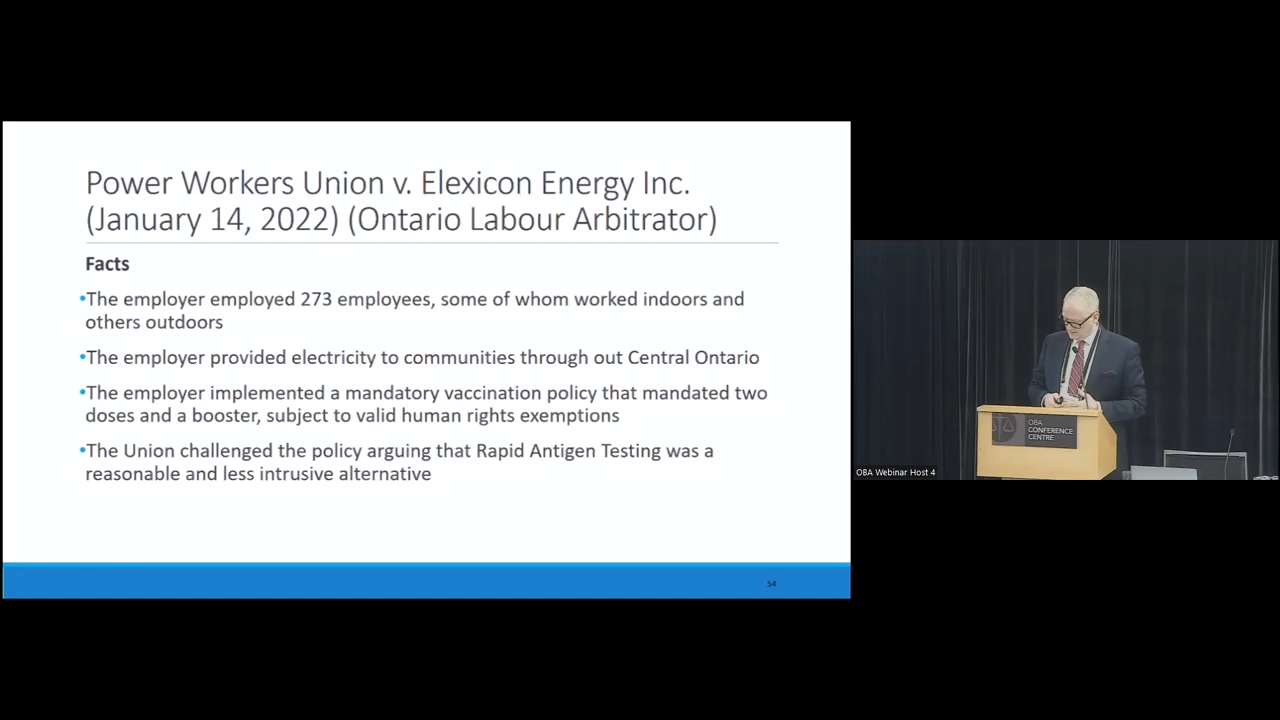 Power Workers Union v. Elexicon Energy Inc.
(January 14, 2022) (Ontario Labour Arbitrator)
Facts
•The employer employed 273 employees, some of whom worked indoors and
others outdoors
•The employer provided electricity to communities through out Central Ontario
•The employer implemented a mandatory vaccination policy that mandated two
doses and a booster, subject to valid human rights exemptions
•The Union challenged the policy arguing that Rapid Antigen Testing was a
reasonable and less intrusive alternative
54
OBA
CONFERENCE
CENTRE
OBA Webinar Host 4